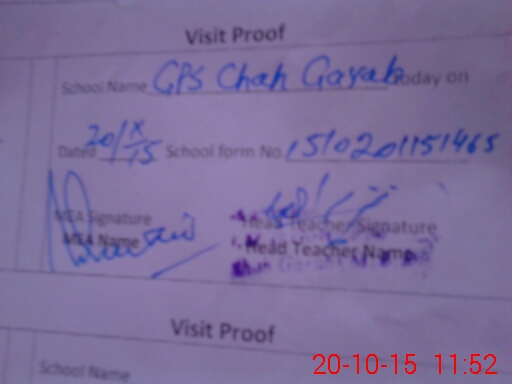 Visit Proof
School Name GPS Chah Gayab Today on
Dated 20/X/15 School form No 1510201151465
MEA Signature Head Teacher Signature
MEA Name Head Teacher Name
Visit Proof
School Name
20-10-15 11:52